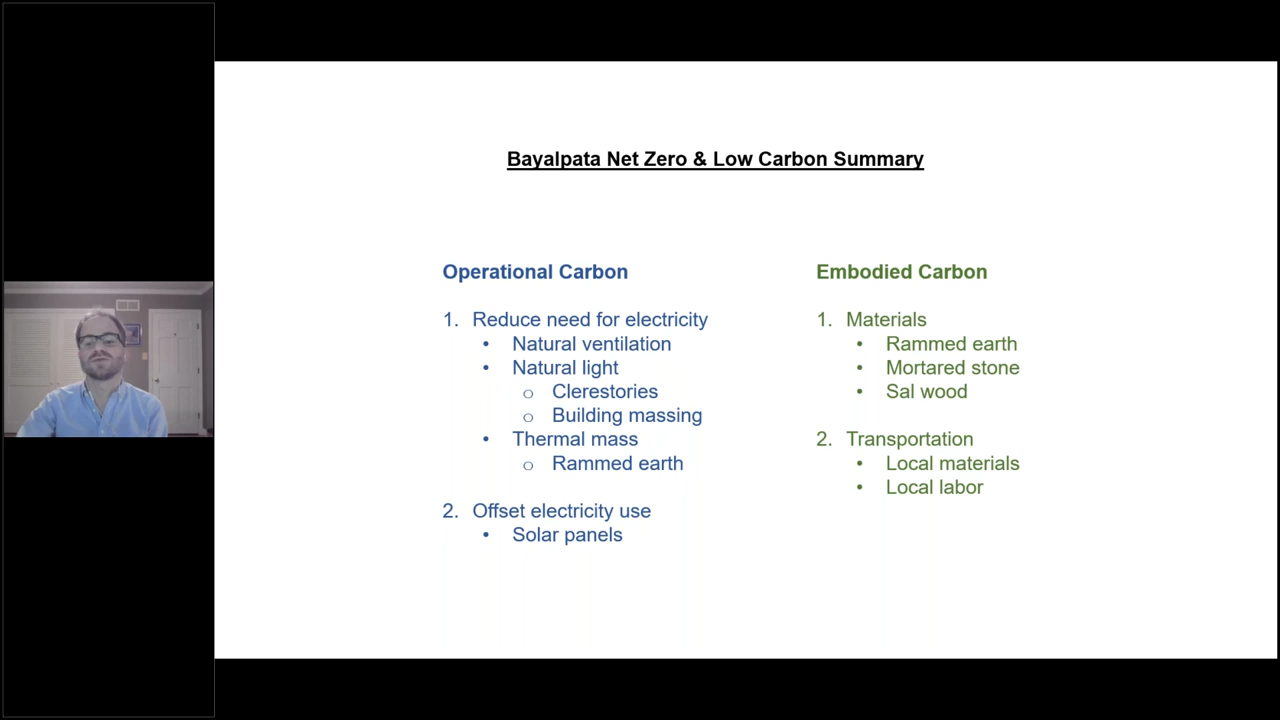 Bayalpata Net Zero & Low Carbon Summary
Operational Carbon
1. Reduce need for electricity
• Natural ventilation
• Natural light
o Clerestories
o Building massing
• Thermal mass
o Rammed earth
2. Offset electricity use
• Solar panels
Embodied Carbon
1. Materials
• Rammed earth
• Mortared stone
• Sal wood
2. Transportation
• Local materials
• Local labor